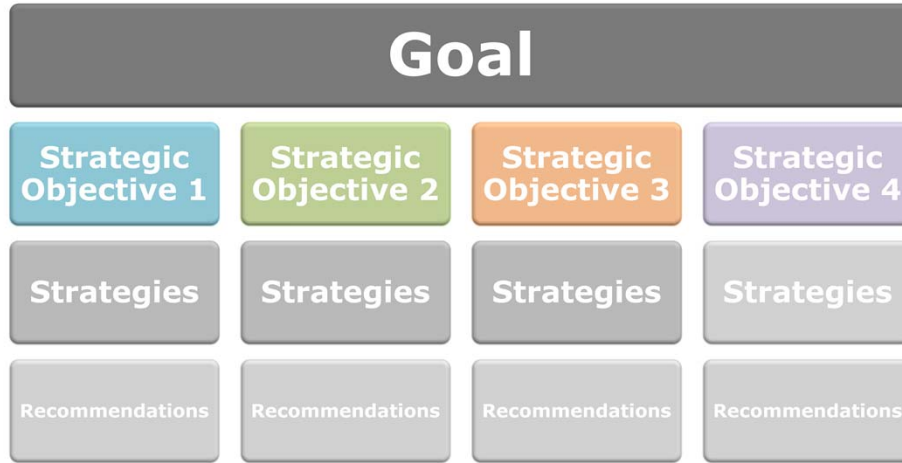 Goal
Strategic
Objective 1
Strategic
Objective 2
Strategic
Objective 3
Strategic
Objective 4
Strategies
Strategies
Strategies
Strategies
Recommendations
Recommendations
Recommendations
Recommendations